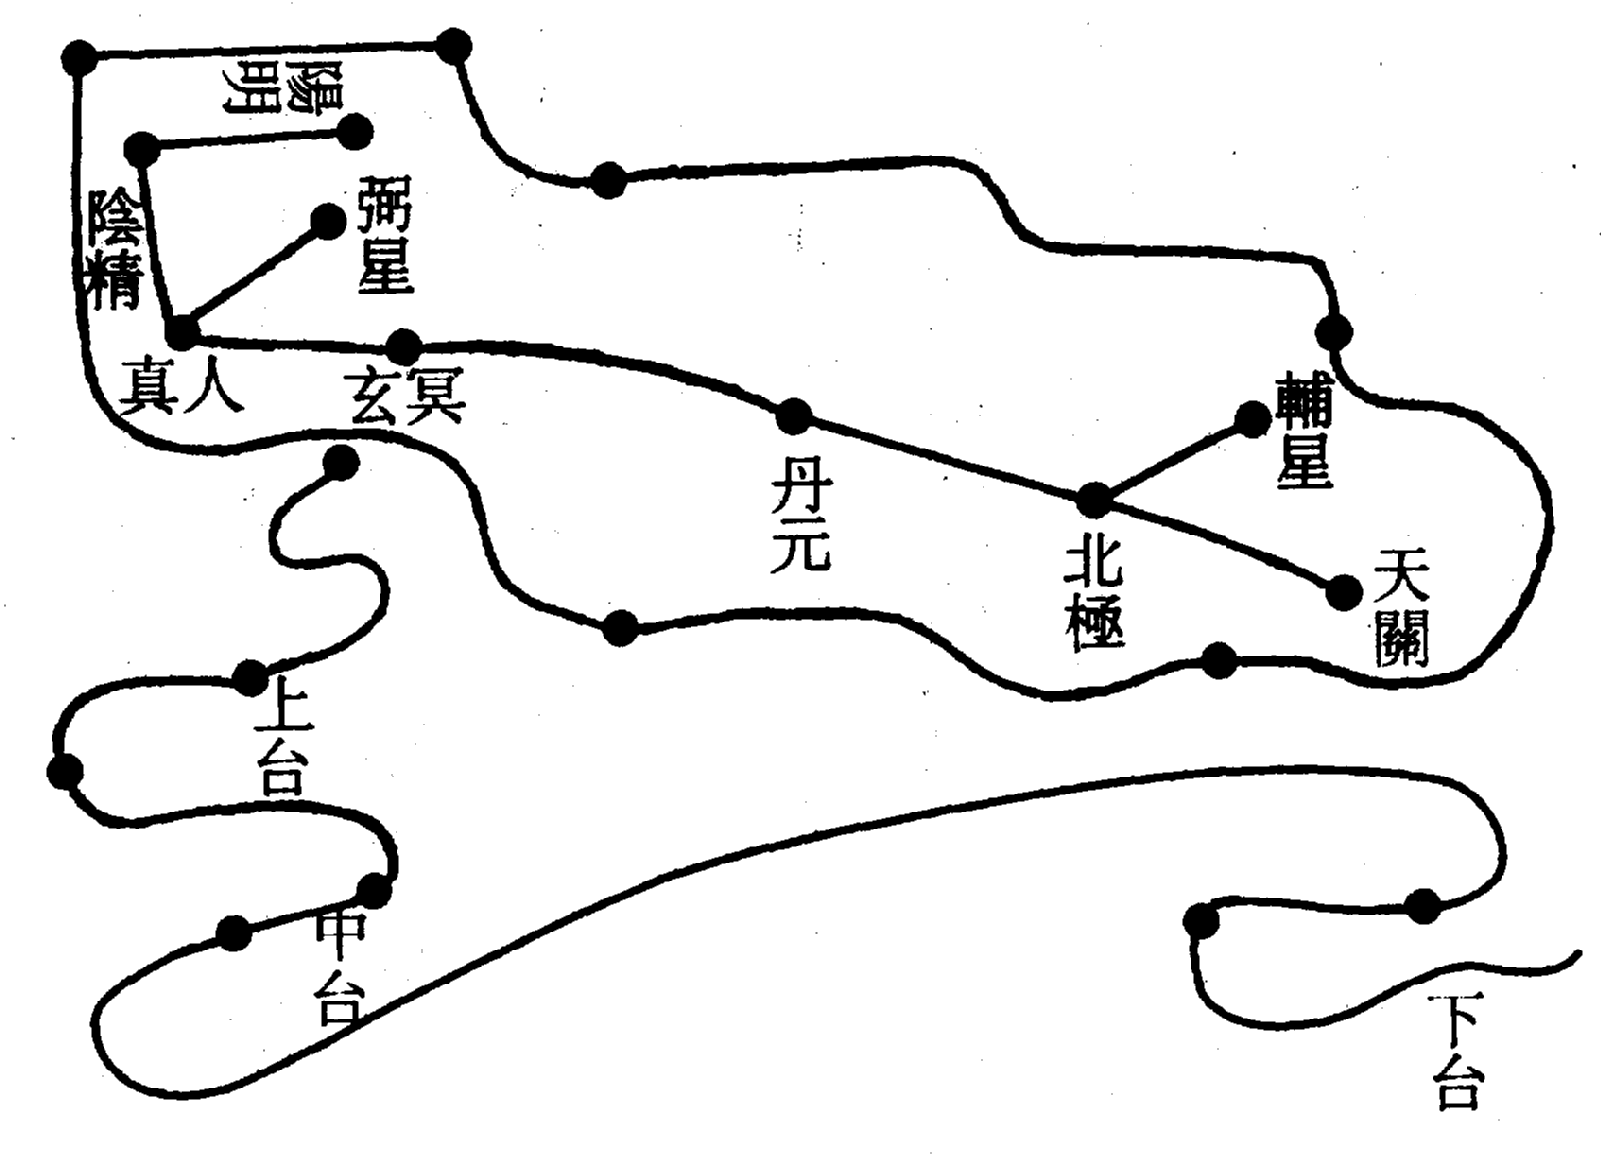 陽明
陰精
弼星
真人
玄冥
丹元
北極
輔星
天關
上台
中台
下台